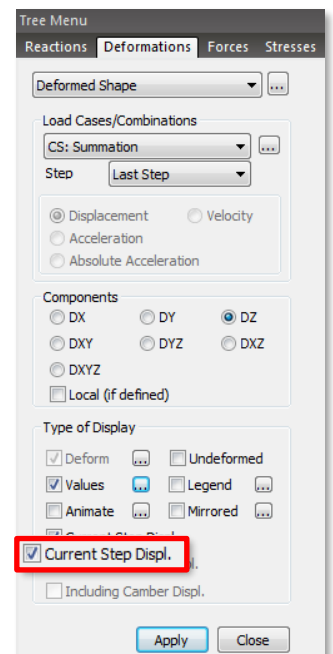 Tree Menu
Reactions Deformations Forces Stresses
Deformed Shape ...
Load Cases/Combinations
CS: Summation ...
Step Last Step
Displacement Velocity
Acceleration
Absolute Acceleration
Components
DX DY DZ
DXY DYZ DXZ
DXYZ
Local (if defined)
Type of Display
Deform ... Undeformed
Values ... Legend ...
Animate ... Mirrored ...
Current Step Displ.
Including Camber Displ.
Apply Close